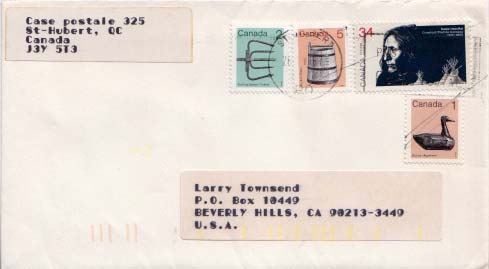 Case postale 325
St-Hubert, QC
Canada
J3Y 5T3
Canada 2
Canada 5
34
Canada 1
Larry Townsend
P.O. Box 10449
BEVERLY HILLS, CA 90213-3449
U.S.A.